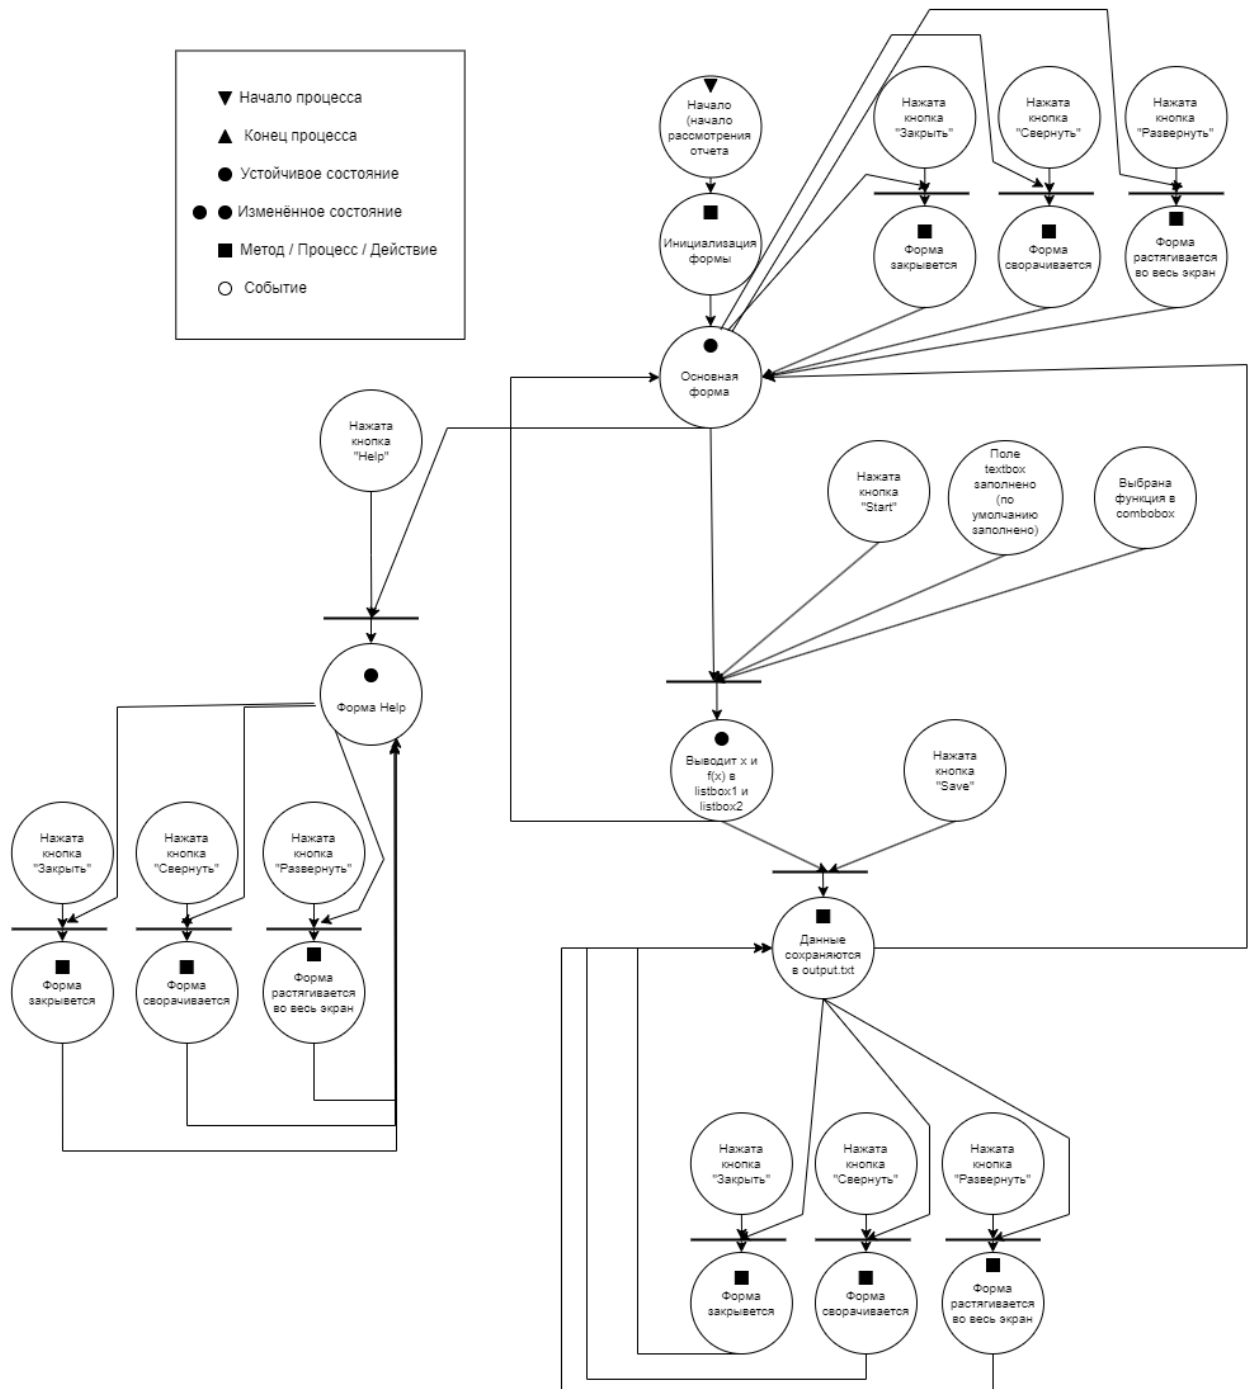 Начало процесса
Конец процесса
Устойчивое состояние
Изменённое состояние
Метод / Процесс / Действие
Событие
Начало
(начало
рассмотрения
отчета
Нажата
кнопка
"Закрыть"
Нажата
кнопка
"Свернуть"
Нажата
кнопка
"Развернуть"
Инициализация
формы
Форма
закрывется
Форма
сворачивается
Форма
растягивается
во весь экран
Основная
форма
Нажата
кнопка
"Help"
Нажата
кнопка
"Start"
Поле
textbox
заполнено
(по
умолчанию
заполнено)
Выбрана
функция в
combobox
Форма Help
Выводит x и
f(x) в
listbox1 и
listbox2
Нажата
кнопка
"Save"
Нажата
кнопка
"Закрыть"
Нажата
кнопка
"Свернуть"
Нажата
кнопка
"Развернуть"
Данные
сохраняются
в output.txt
Форма
закрывется
Форма
сворачивается
Форма
растягивается
во весь экран
Нажата
кнопка
"Закрыть"
Нажата
кнопка
"Свернуть"
Нажата
кнопка
"Развернуть"
Форма
закрывется
Форма
сворачивается
Форма
растягивается
во весь экран